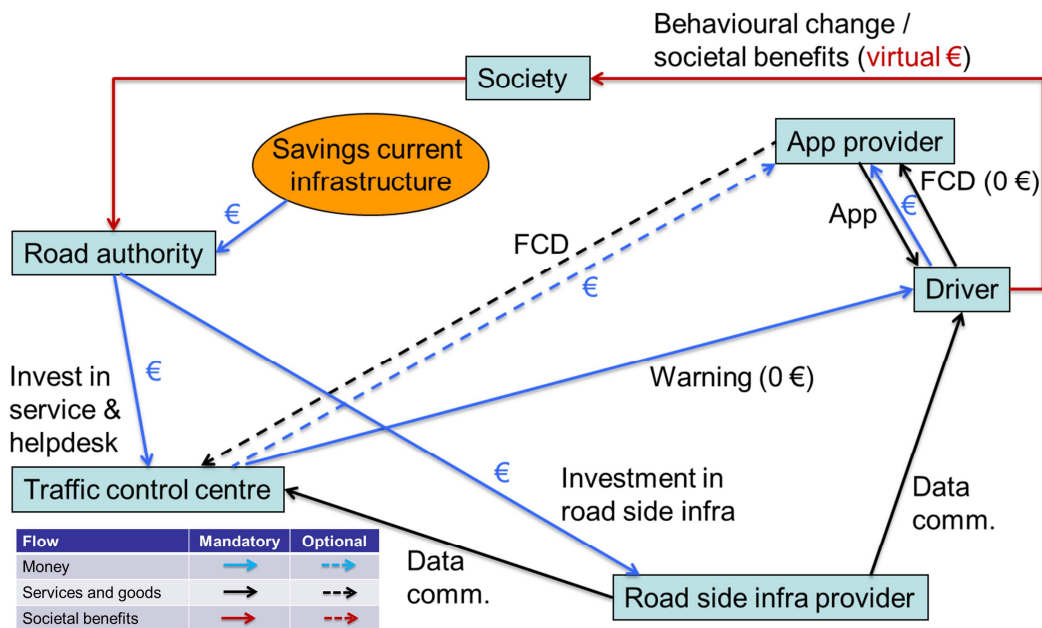 Behavioural change /
societal benefits (virtual €)
Society
App provider
Savings current
infrastructure
FCD (0 €)
€
€
App
Road authority
FCD
€
Driver
€
Warning (0 €)
Invest in
service &
helpdesk
€
Investment in
road side infra
Traffic control centre
Data
comm.
Flow Mandatory Optional
Money
Services and goods
Societal benefits
Data
comm.
Road side infra provider